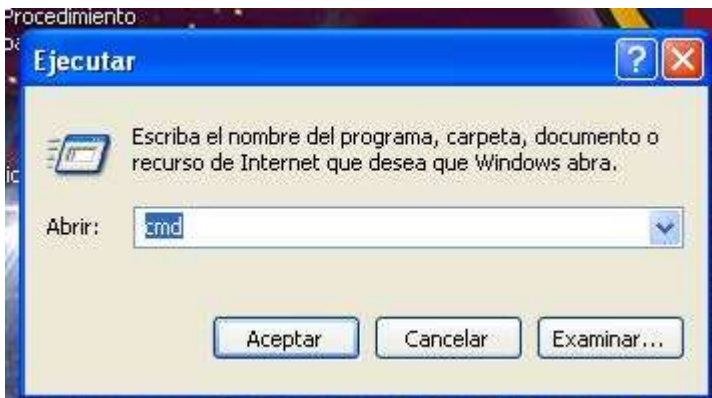 Procedimiento
Ejecutar
Escriba el nombre del programa, carpeta, documento o
recurso de Internet que desea que Windows abra.
Abrir:
cmd
Aceptar
Cancelar
Examinar...